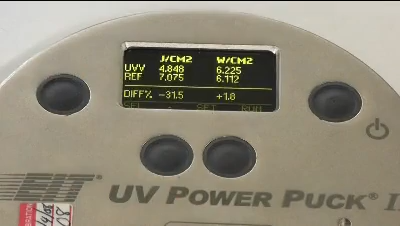 J/CM2 W/CM2
UVV 4.848 6.225
REF 7.075 6.112
DIFF% -31.5 +1.8
SEL SET RUN
EIT UV POWER PUCK® II